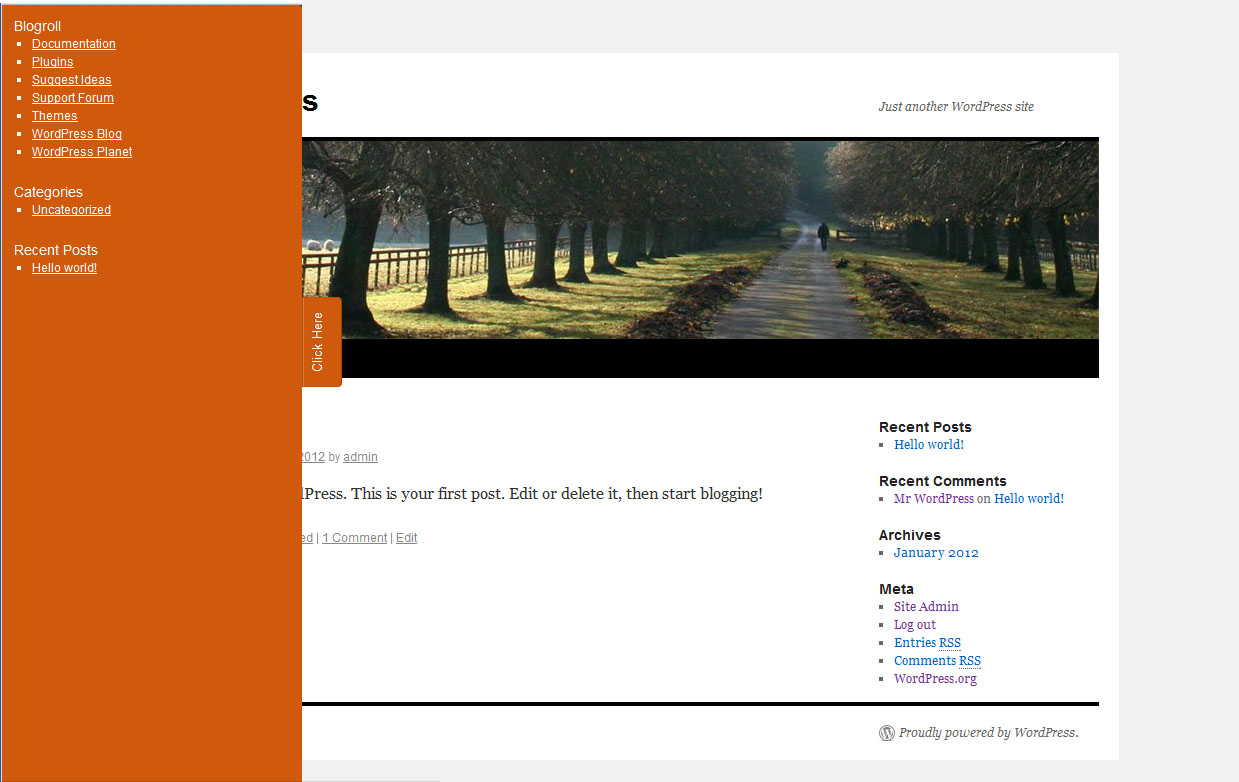 Blogroll
Documentation
Plugins
Suggest Ideas
Support Forum
Themes
WordPress Blog
WordPress Planet
Categories
Uncategorized
Recent Posts
Hello world!
Click Here
s
Just another WordPress site
2012 by admin
Press. This is your first post. Edit or delete it, then start blogging!
ed | 1 Comment | Edit
Recent Posts
Hello world!
Recent Comments
Mr WordPress on Hello world!
Archives
January 2012
Meta
Site Admin
Log out
Entries RSS
Comments RSS
WordPress.org
Proudly powered by WordPress.